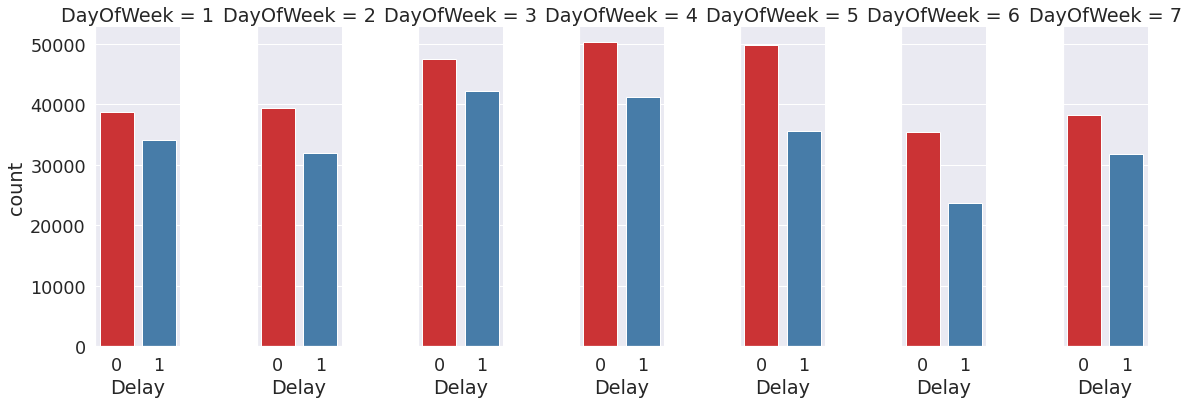 DayOfWeek = 1 DayOfWeek = 2 DayOfWeek = 3 DayOfWeek = 4 DayOfWeek = 5 DayOfWeek = 6 DayOfWeek = 7
50000
40000
30000
20000
10000
0
count
0 1 0 1 0 1 0 1 0 1 0 1 0 1
Delay Delay Delay Delay Delay Delay Delay